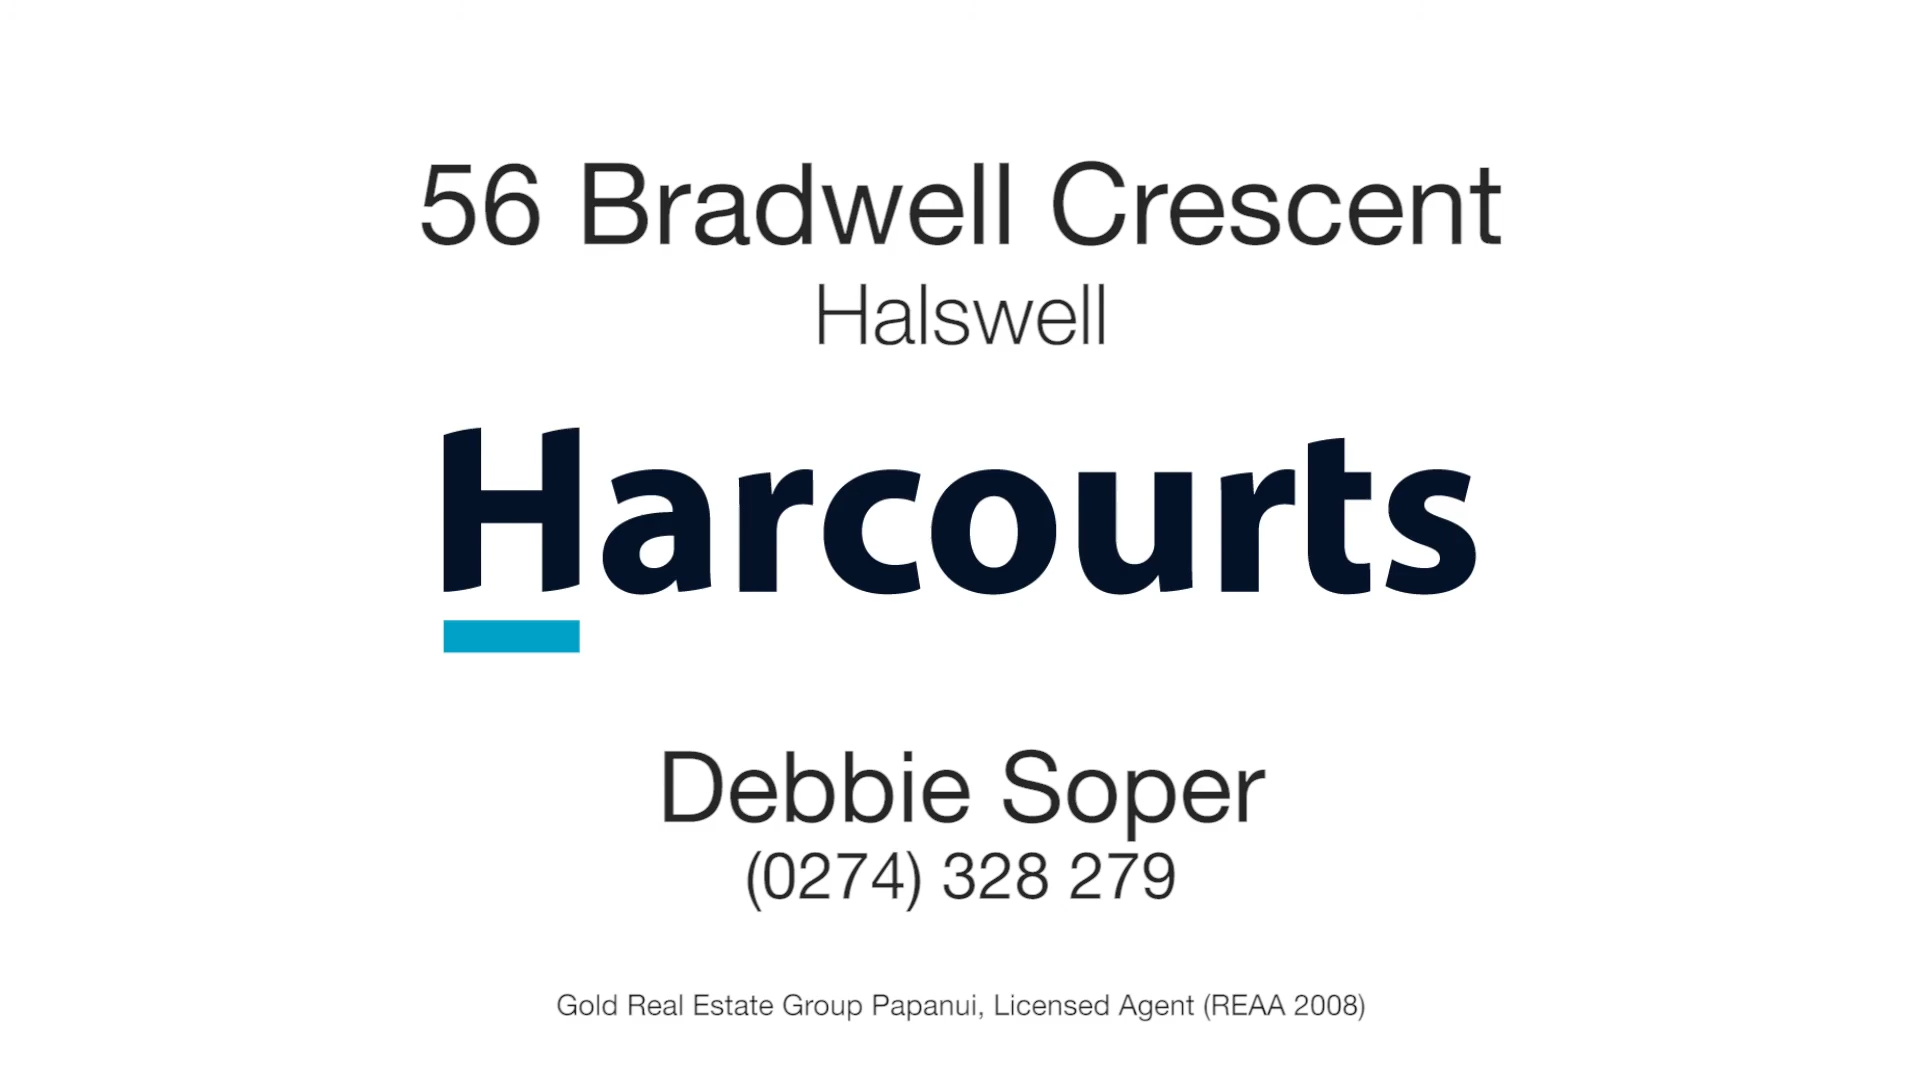 56 Bradwell Crescent
Halswell
Harcourts
Debbie Soper
(0274) 328 279
Gold Real Estate Group Papanui, Licensed Agent (REAA 2008)